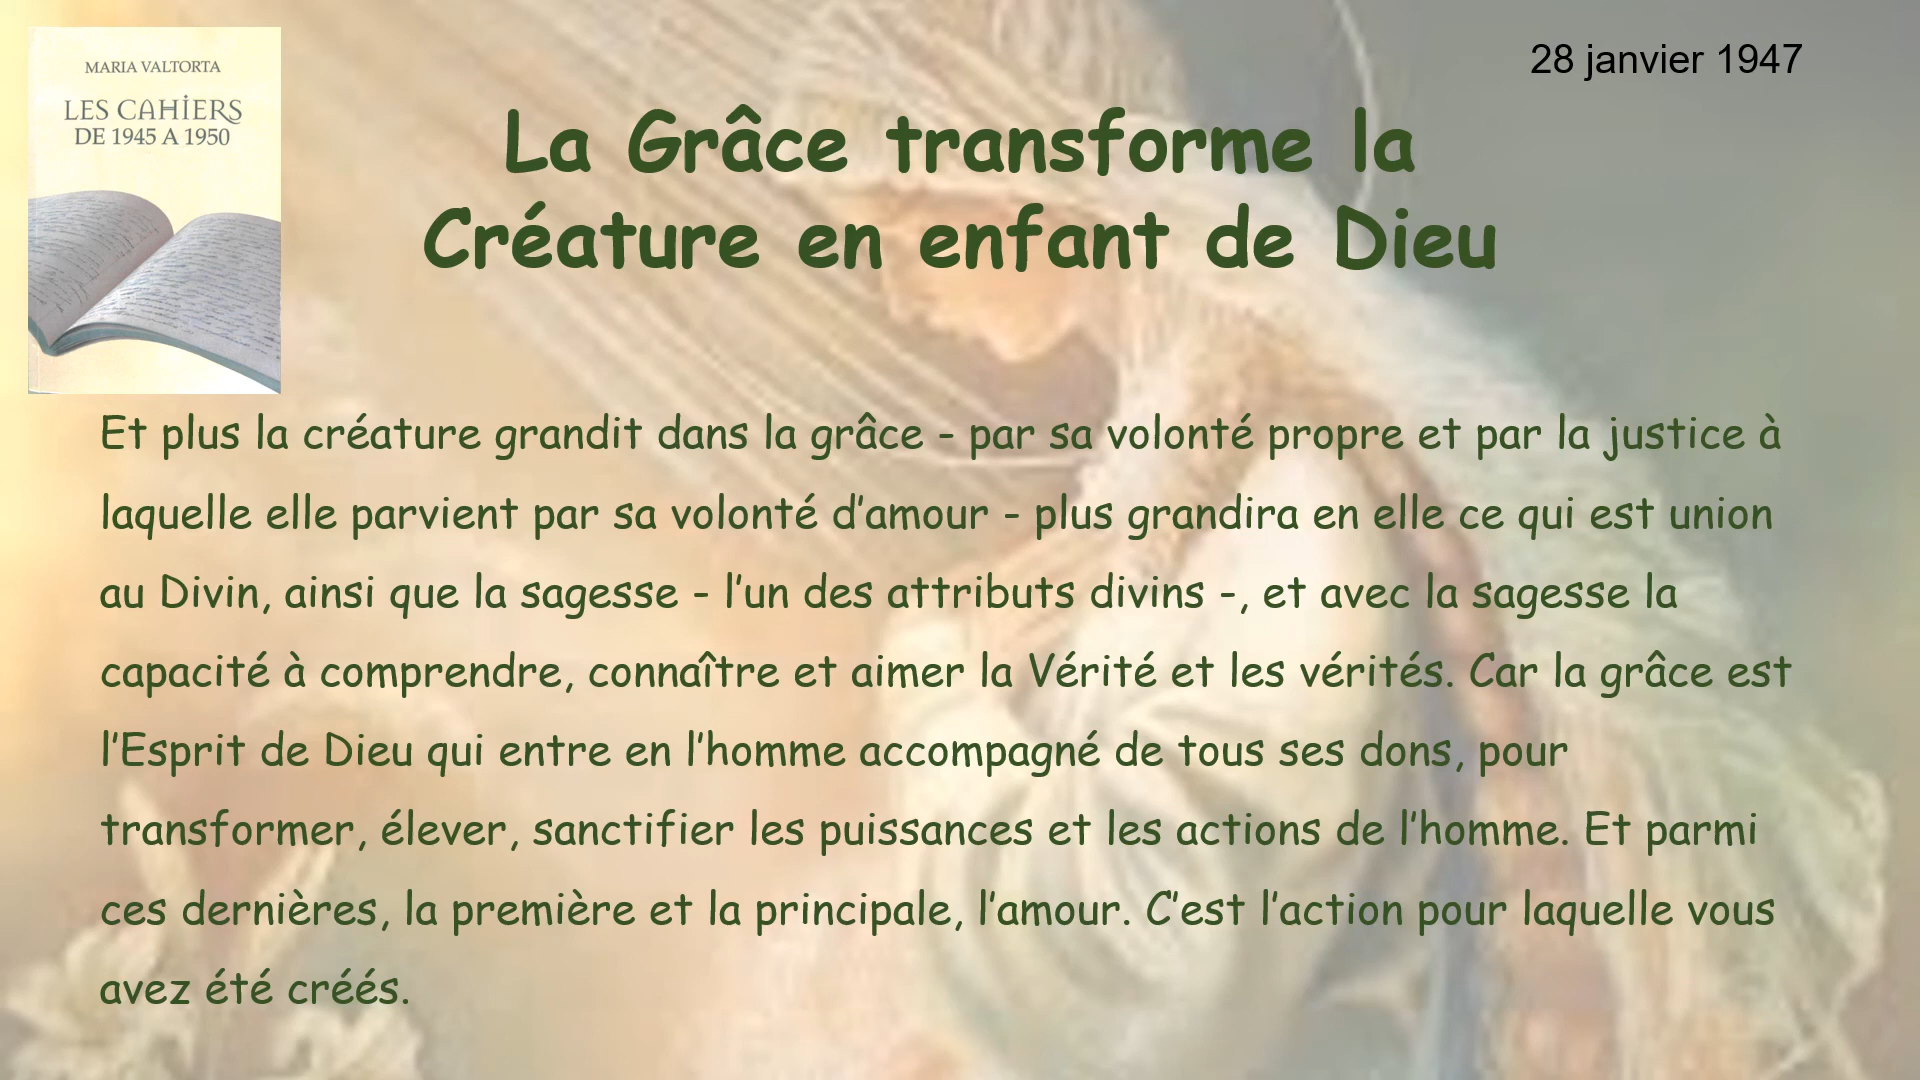 MARIA VALTORTA
LES CAHIERS
DE 1945 A 1950
28 janvier 1947
La Grâce transforme la
Créature en enfant de Dieu
Et plus la créature grandit dans la grâce - par sa volonté propre et par la justice à
laquelle elle parvient par sa volonté d’amour - plus grandira en elle ce qui est union
au Divin, ainsi que la sagesse - l’un des attributs divins -, et avec la sagesse la
capacité à comprendre, connaître et aimer la Vérité et les vérités. Car la grâce est
l’Esprit de Dieu qui entre en l’homme accompagné de tous ses dons, pour
transformer, élever, sanctifier les puissances et les actions de l’homme. Et parmi
ces dernières, la première et la principale, l’amour. C’est l’action pour laquelle vous
avez été créés.